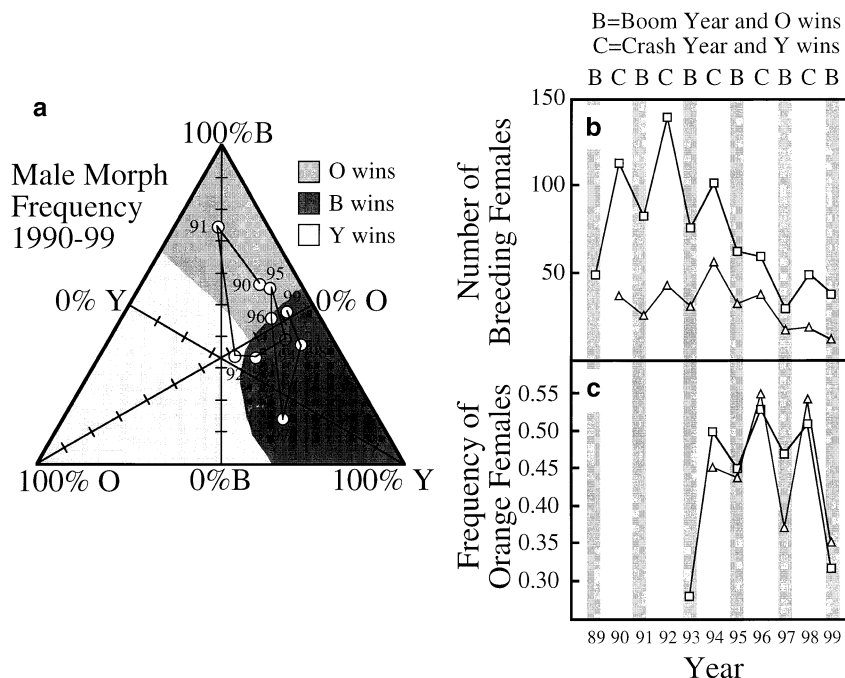 B=Boom Year and O wins
C=Crash Year and Y wins
B C B C B C B C B C B
a
100%B
Male Morph
Frequency
1990-99
O wins
B wins
Y wins
91
90
95
99
96
92
0% Y
0% O
100% O
0%B
100% Y
b
150
100
50
Number of
Breeding Females
c
0.55
0.50
0.45
0.40
0.35
0.30
Frequency of
Orange Females
89 90 91 92 93 94 95 96 97 98 99
Year